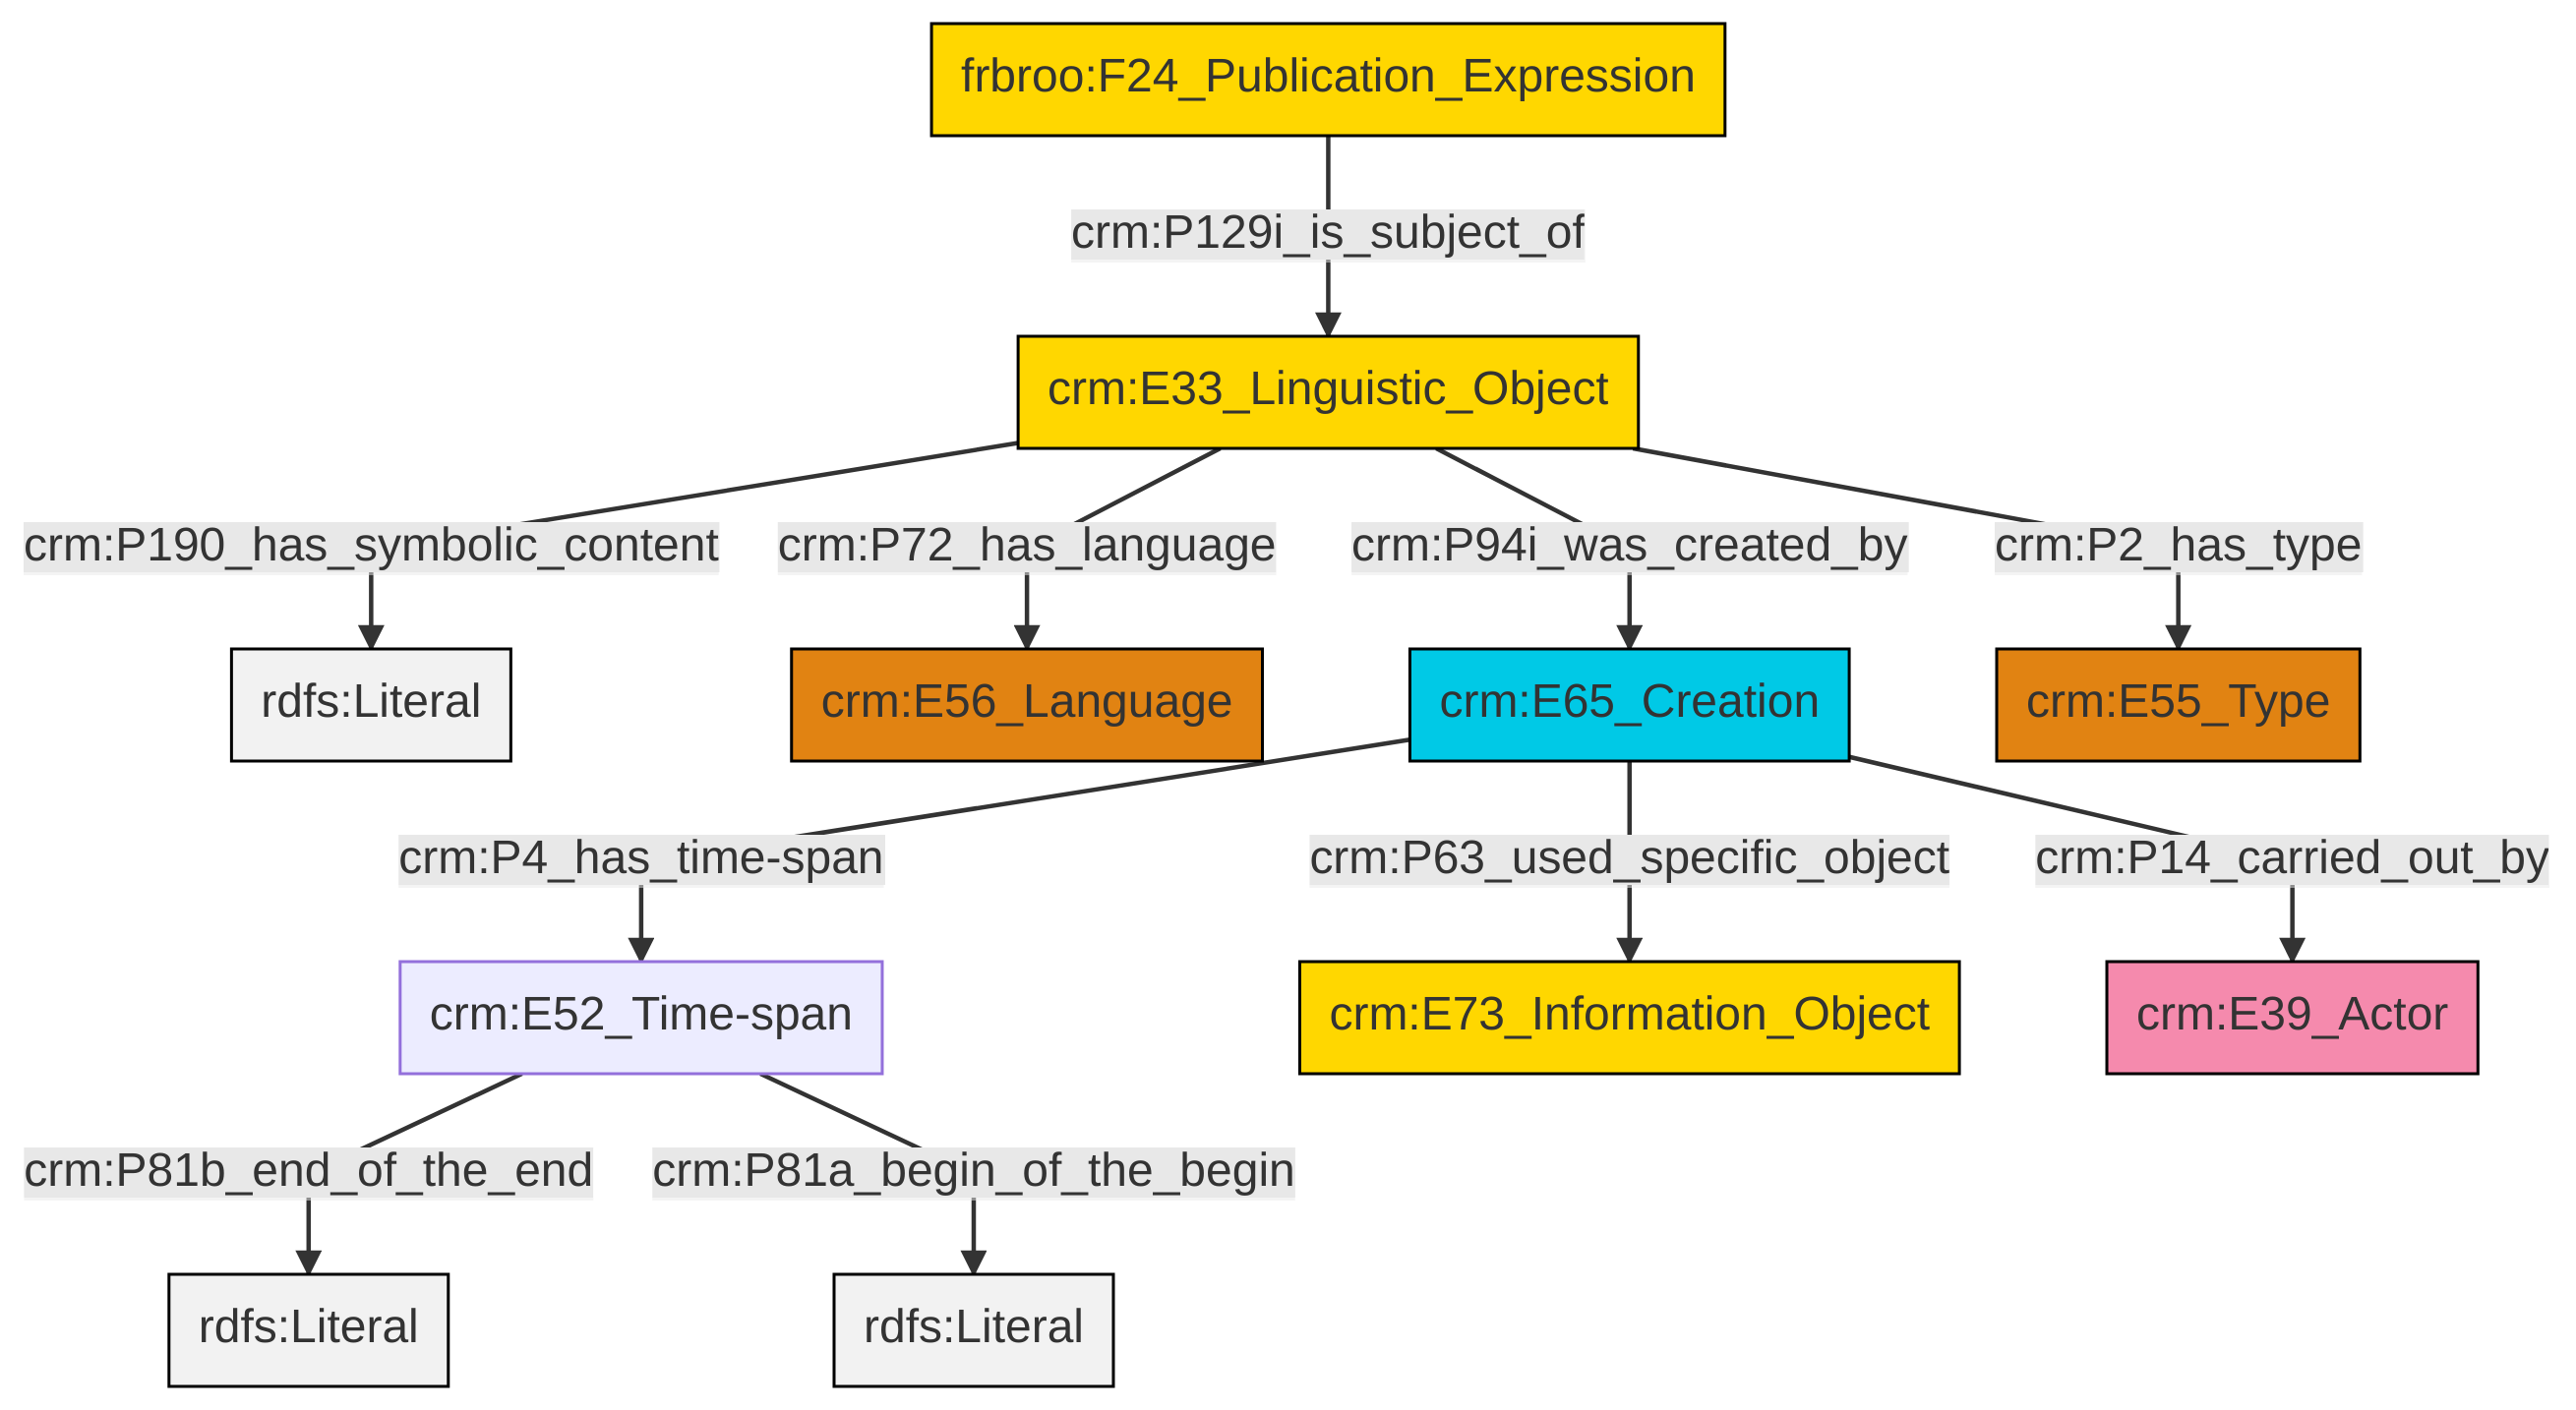 frbroo:F24_Publication_Expression
crm:P129i_is_subject_of
crm:E33_Linguistic_Object
crm:P190_has_symbolic_content
crm:P72_has_language
crm:P94i_was_created_by
crm:P2_has_type
rdfs:Literal
crm:E56_Language
crm:E65_Creation
crm:E55_Type
crm:P4_has_time-span
crm:P63_used_specific_object
crm:P14_carried_out_by
crm:E52_Time-span
crm:E73_Information_Object
crm:E39_Actor
crm:P81b_end_of_the_end
crm:P81a_begin_of_the_begin
rdfs:Literal
rdfs:Literal